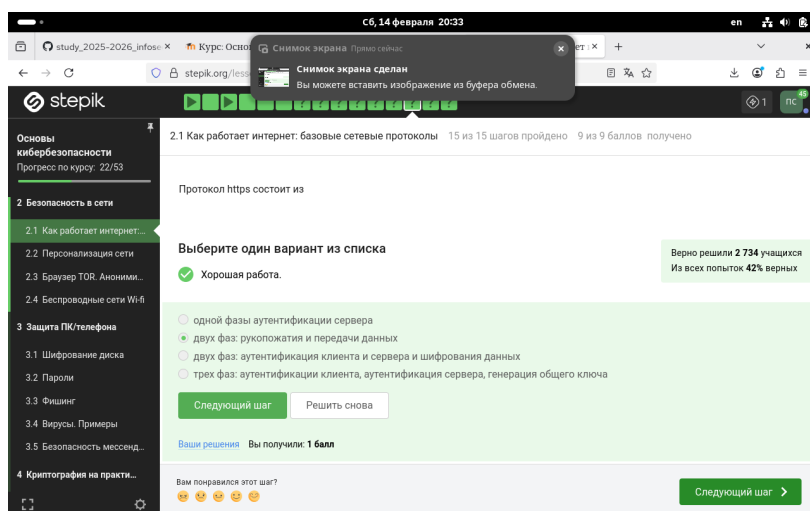 Сб, 14 февраля 20:33
en
study_2025-2026_infose
Курс: Осно
Снимок экрана Прямо сейчас
Снимок экрана сделан
Вы можете вставить изображение из буфера обмена.
stepik.org/less
stepik
1
ПС
45
Основы
кибербезопасности
Прогресс по курсу: 22/53
2.1 Как работает интернет: базовые сетевые протоколы 15 из 15 шагов пройдено 9 из 9 баллов получено
2 Безопасность в сети
2.1 Как работает интернет:...
2.2 Персонализация сети
2.3 Браузер TOR. Аноними...
2.4 Беспроводные сети Wi-fi
3 Защита ПК/телефона
3.1 Шифрование диска
3.2 Пароли
3.3 Фишинг
3.4 Вирусы. Примеры
3.5 Безопасность мессенд...
4 Криптография на практи...
Протокол https состоит из
Выберите один вариант из списка
Хорошая работа.
Верно решили 2 734 учащихся
Из всех попыток 42% верных
одной фазы аутентификации сервера
двух фаз: рукопожатия и передачи данных
двух фаз: аутентификация клиента и сервера и шифрования данных
трех фаз: аутентификации клиента, аутентификация сервера, генерация общего ключа
Следующий шаг
Решить снова
Ваши решения Вы получили: 1 балл
Вам понравился этот шаг?
Следующий шаг